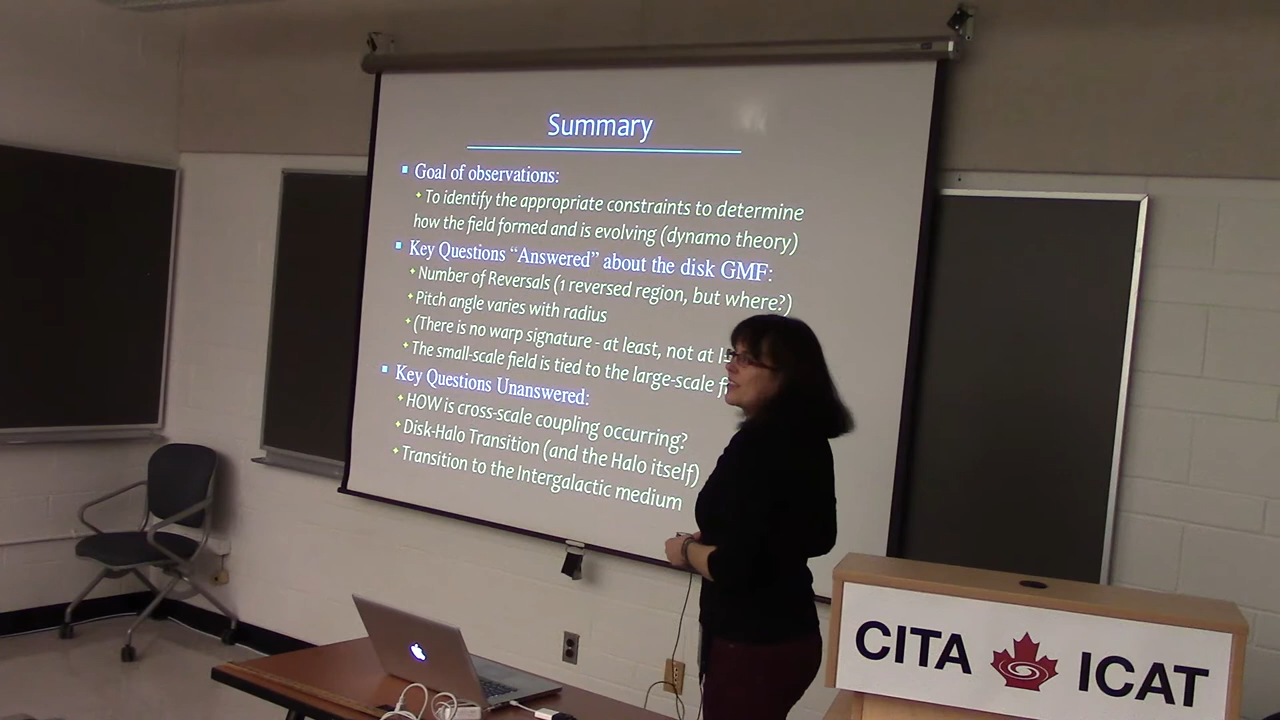 Summary
Goal of observations:
To identify the appropriate constraints to determine
how the field formed and is evolving (dynamo theory)
Key Questions “Answered” about the disk GMF:
Number of Reversals (1 reversed region, but where?)
Pitch angle varies with radius
(There is no warp signature - at least, not at
The small-scale field is tied to the large-scale
Key Questions Unanswered:
HOW is cross-scale coupling occurring?
Disk-Halo Transition (and the Halo itself)
Transition to the Intergalactic medium
CITA ICAT